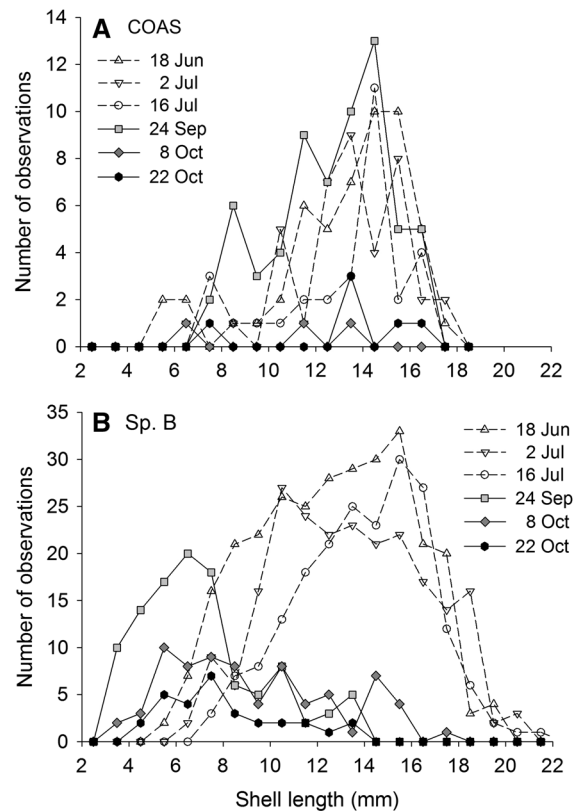 A COAS
18 Jun
2 Jul
16 Jul
24 Sep
8 Oct
22 Oct
Number of observations
14
12
10
8
6
4
2
0
2 4 6 8 10 12 14 16 18 20 22
B Sp. B
18 Jun
2 Jul
16 Jul
24 Sep
8 Oct
22 Oct
Number of observations
35
30
25
20
15
10
5
0
2 4 6 8 10 12 14 16 18 20 22
Shell length (mm)